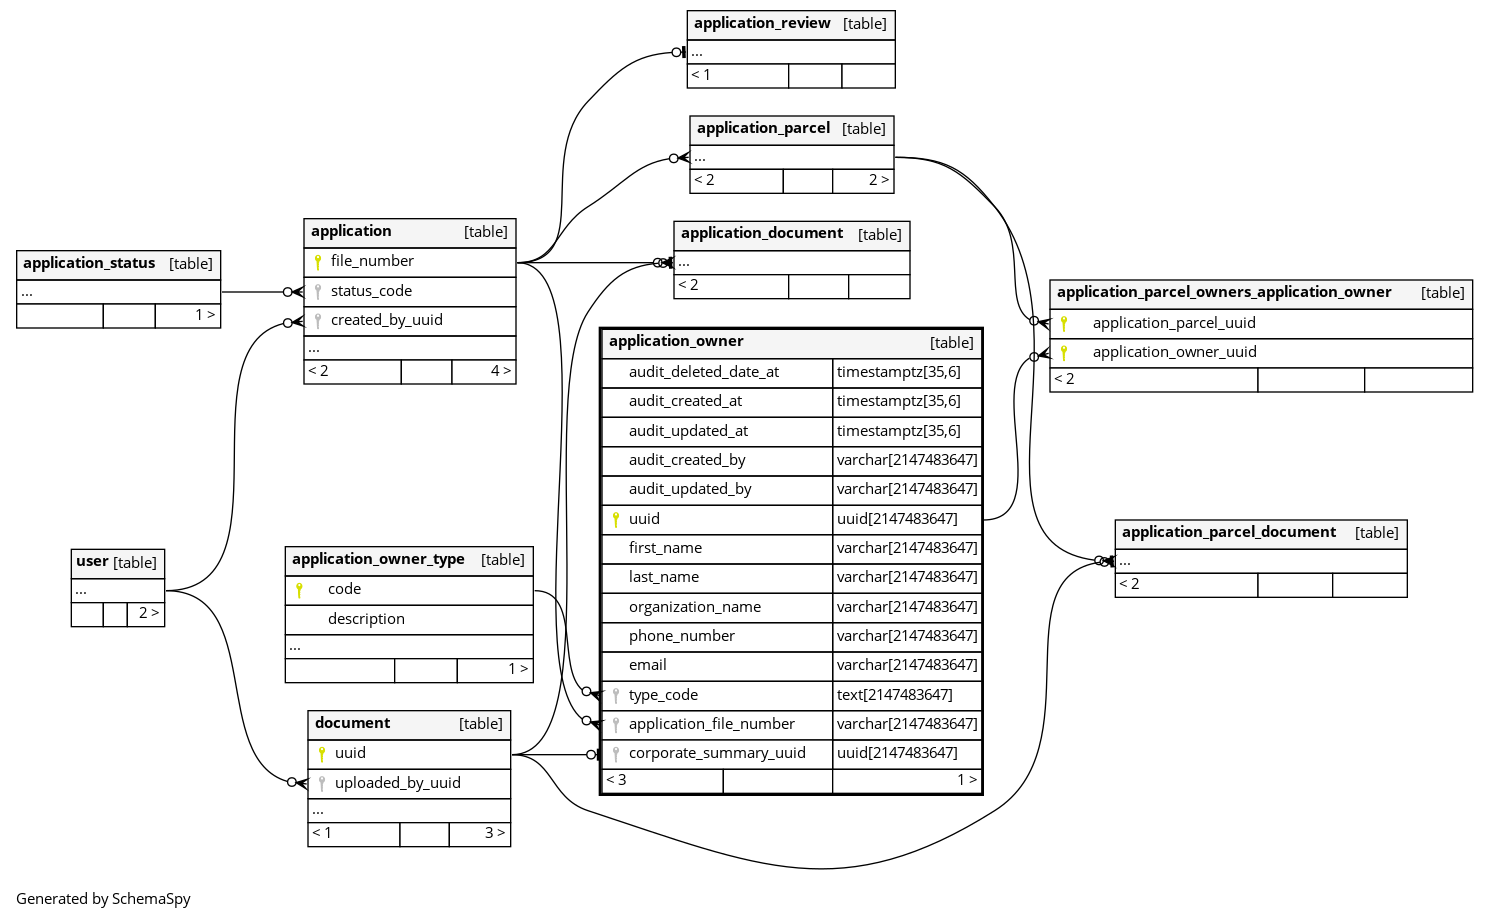 application_review [table]
...
< 1
application_parcel [table]
...
< 2 2 >
application_document [table]
...
< 2
application [table]
file_number
status_code
created_by_uuid
...
< 2 4 >
application_status [table]
...
1 >
application_parcel_owners_application_owner [table]
application_parcel_uuid
application_owner_uuid
< 2
application_owner [table]
audit_deleted_date_at timestamptz[35,6]
audit_created_at timestamptz[35,6]
audit_updated_at timestamptz[35,6]
audit_created_by varchar[2147483647]
audit_updated_by varchar[2147483647]
uuid uuid[2147483647]
first_name varchar[2147483647]
last_name varchar[2147483647]
organization_name varchar[2147483647]
phone_number varchar[2147483647]
email varchar[2147483647]
type_code text[2147483647]
application_file_number varchar[2147483647]
corporate_summary_uuid uuid[2147483647]
< 3 1 >
application_parcel_document [table]
...
< 2
user [table]
...
2 >
application_owner_type [table]
code
description
...
1 >
document [table]
uuid
uploaded_by_uuid
...
< 1 3 >
Generated by SchemaSpy